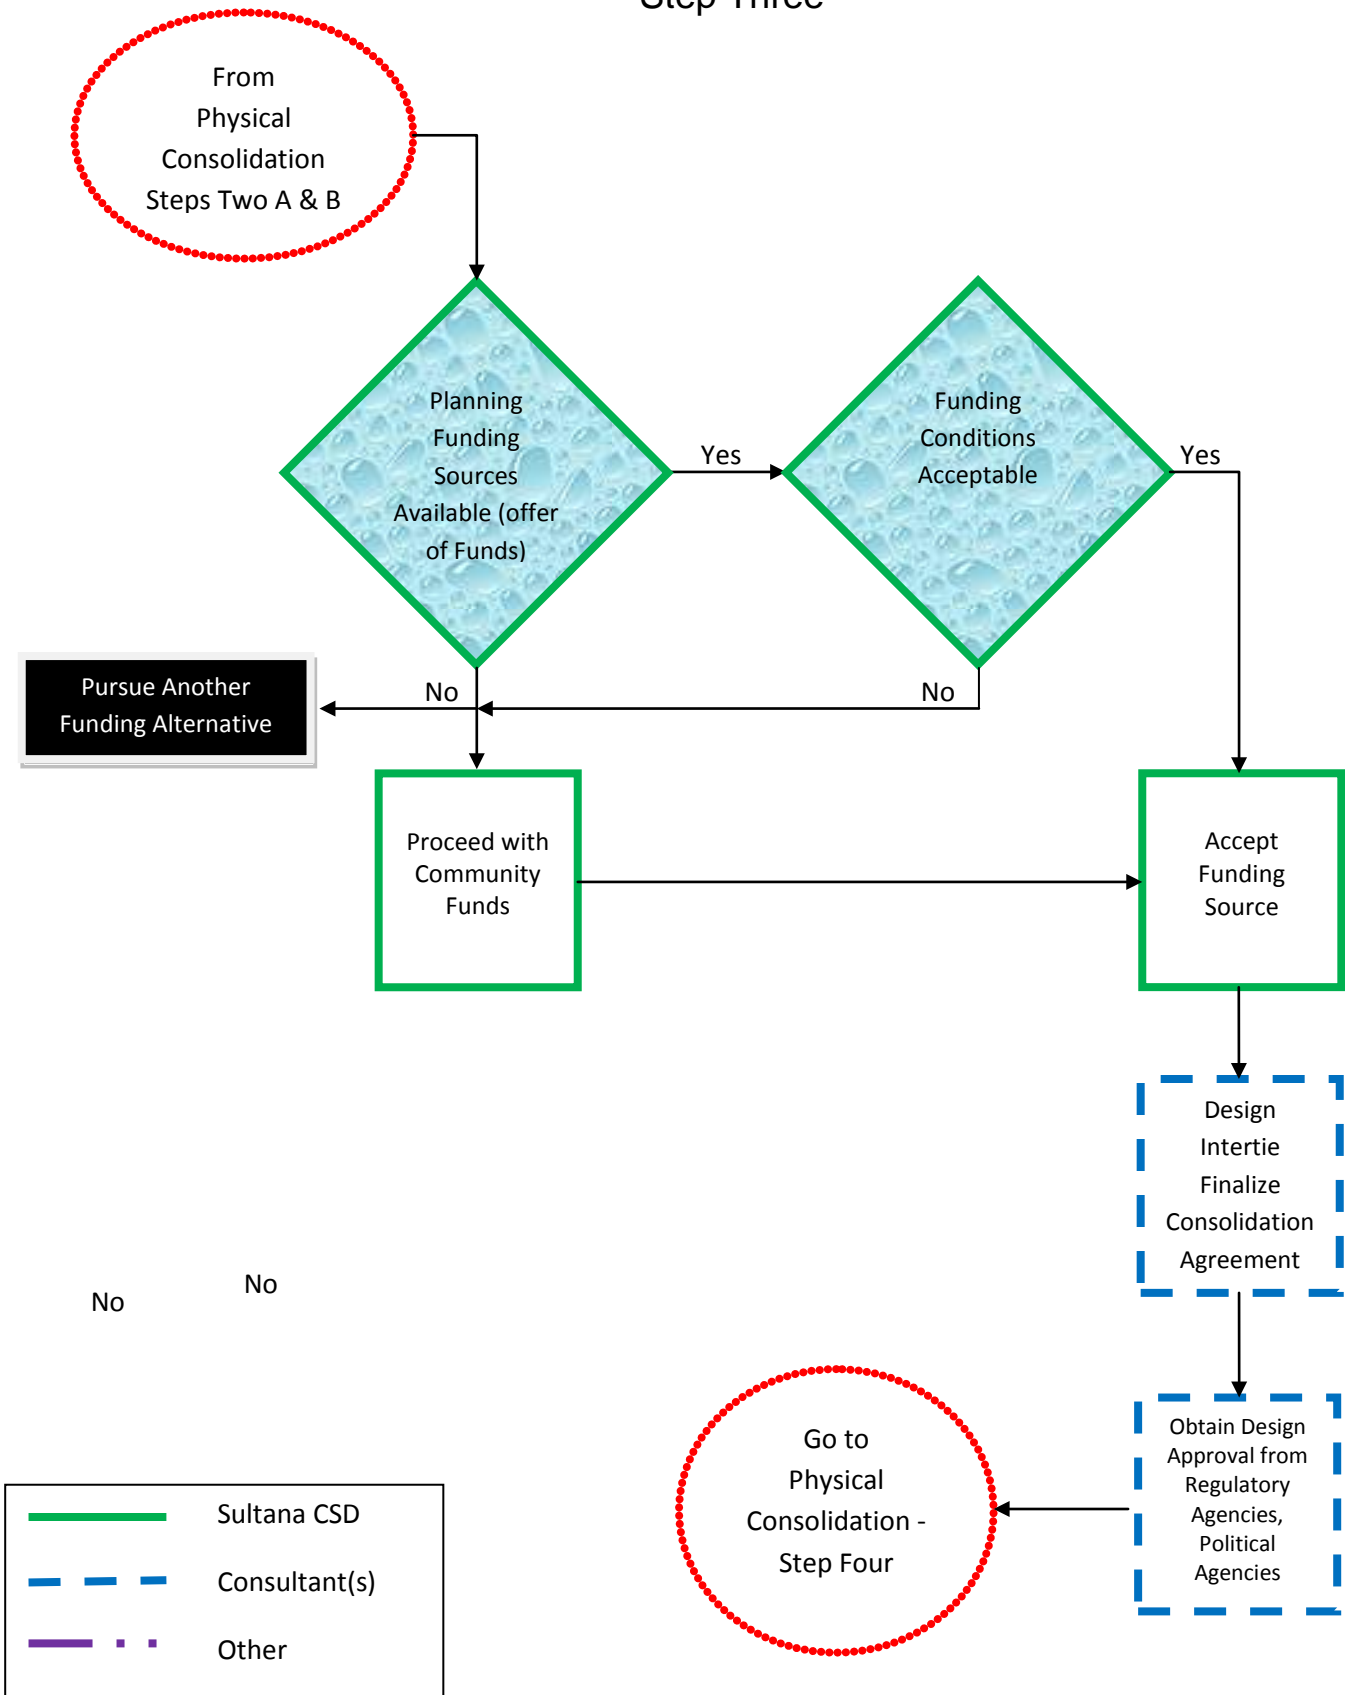 Step Three
From
Physical
Consolidation
Steps Two A & B
Planning
Funding
Sources
Available (offer
of Funds)
Yes
Funding
Conditions
Acceptable
Yes
Pursue Another
Funding Alternative
No
No
Proceed with
Community
Funds
Accept
Funding
Source
Design
Intertie
Finalize
Consolidation
Agreement
No
No
Obtain Design
Approval from
Regulatory
Agencies,
Political
Agencies
Go to
Physical
Consolidation -
Step Four
Sultana CSD
Consultant(s)
Other